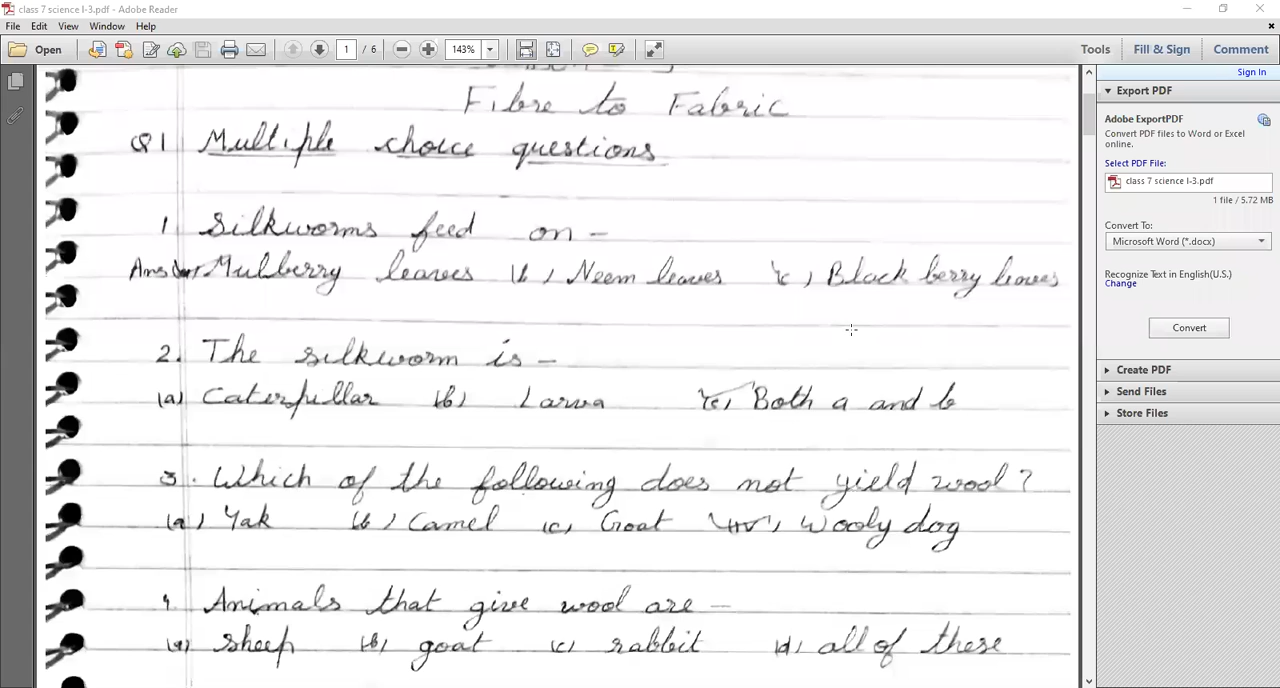 class 7 science l-3.pdf - Adobe Reader
File Edit View Window Help
Open 1 / 6 143% Tools Fill & Sign Comment
Sign In
Export PDF
Adobe ExportPDF
Convert PDF files to Word or Excel
online.
Select PDF File:
class 7 science l-3.pdf
1 file / 5.72 MB
Convert To:
Microsoft Word (*.docx)
Recognize Text in English(U.S.)
Change
Convert
Create PDF
Send Files
Store Files
Fibre to Fabric
Q1 Multiple choice questions
1 Silkworms feed on -
Ans Mulberry leaves (b) Neem leaves (c) Black berry leaves
2. The silkworm is -
(a) Caterpillar (b) Larva (c) Both a and b
3. Which of the following does not yield wool?
(a) Yak (b) Camel (c) Goat Wooly dog
4. Animals that give wool are -
(a) sheep (b) goat (c) rabbit (d) all of these